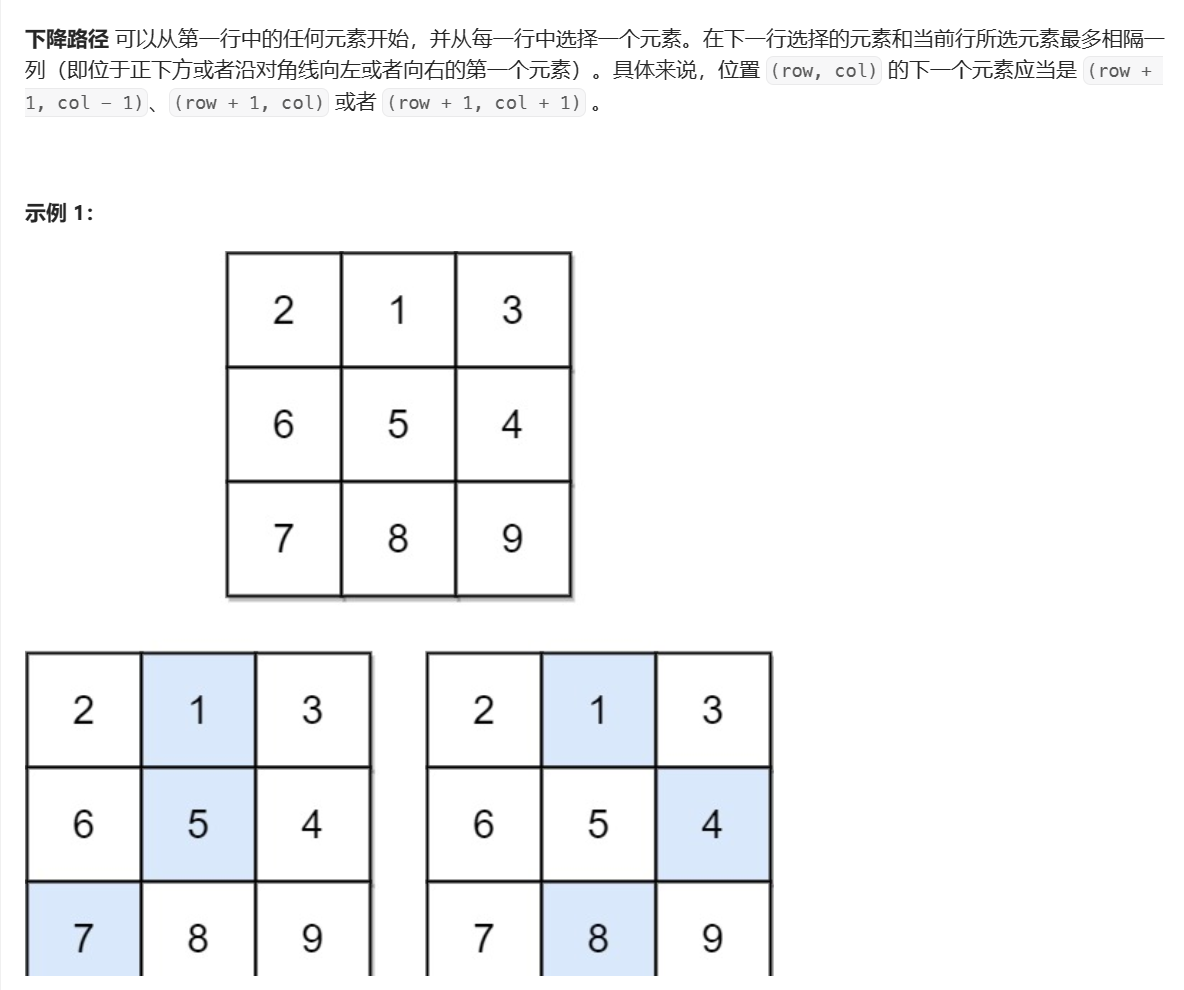 下降路径 可以从第一行中的任何元素开始，并从每一行中选择一个元素。在下一行选择的元素和当前行所选元素最多相隔一
列（即位于正下方或者沿对角线向左或者向右的第一个元素）。具体来说，位置 (row, col) 的下一个元素应当是 (row +
1, col - 1)、(row + 1, col) 或者 (row + 1, col + 1) 。
示例 1：
2 1 3
6 5 4
7 8 9
2 1 3
6 5 4
7 8 9
2 1 3
6 5 4
7 8 9